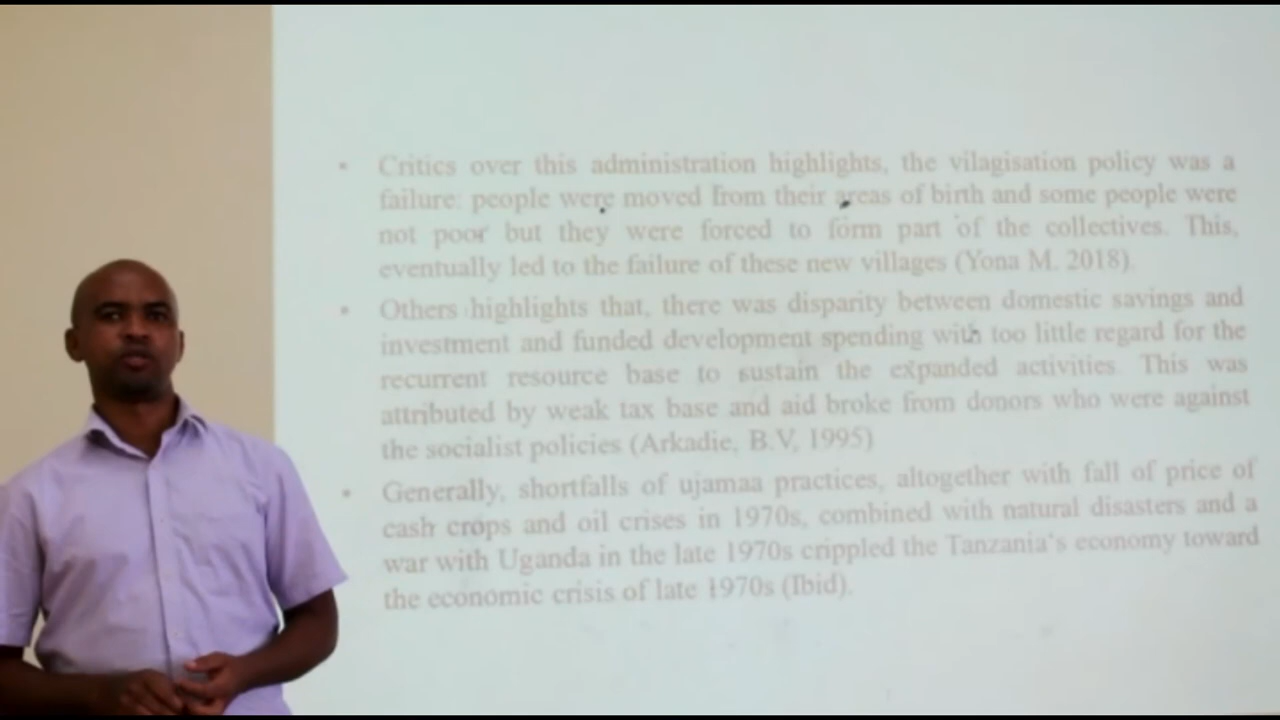 • Critics over this administration highlights, the vilagisation policy was a
failure: people were moved from their areas of birth and some people were
not poor but they were forced to form part of the collectives. This,
eventually led to the failure of these new villages (Yona M. 2018).
• Others highlights that, there was disparity between domestic savings and
investment and funded development spending with too little regard for the
recurrent resource base to sustain the expanded activities. This was
attributed by weak tax base and aid broke from donors who were against
the socialist policies (Arkadie, B.V, 1995)
• Generally, shortfalls of ujamaa practices, altogether with fall of price of
cash crops and oil crises in 1970s, combined with natural disasters and a
war with Uganda in the late 1970s crippled the Tanzania's economy toward
the economic crisis of late 1970s (Ibid).